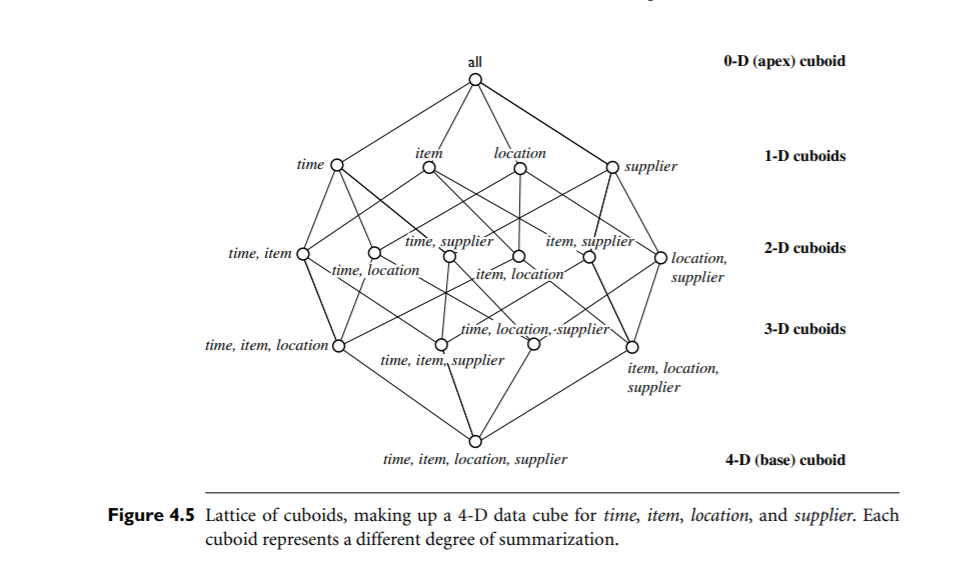 all
0-D (apex) cuboid
time
item
location
supplier
1-D cuboids
time, item
time, location
time, supplier
item, location
item, supplier
location,
supplier
2-D cuboids
time, item, location
time, item, supplier
time, location, supplier
item, location,
supplier
3-D cuboids
time, item, location, supplier
4-D (base) cuboid
Figure 4.5 Lattice of cuboids, making up a 4-D data cube for time, item, location, and supplier. Each
cuboid represents a different degree of summarization.